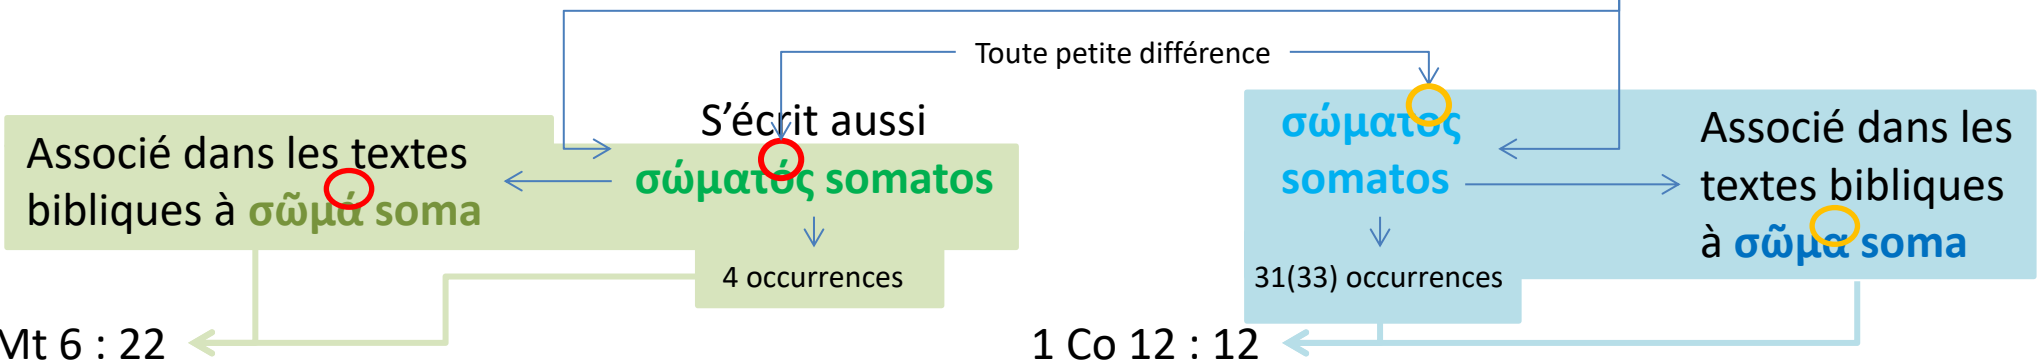 Toute petite différence
Associé dans les textes
bibliques à σῶμά soma
S’écrit aussi
σώματός somatos
4 occurrences
σώματος
somatos
31(33) occurrences
Associé dans les
textes bibliques
à σῶμα soma
Mt 6 : 22
1 Co 12 : 12